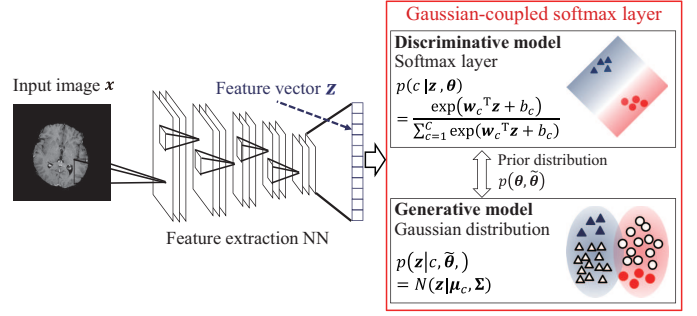 Gaussian-coupled softmax layer
Discriminative model
Softmax layer
p(c|z, θ)
= exp(w_c^T z + b_c) / ∑_{c=1}^{C} exp(w_c^T z + b_c)
Input image x
Feature vector z
Feature extraction NN
Prior distribution
p(θ, θ̃)
Generative model
Gaussian distribution
p(z|c, θ̃,)
= N(z|μ_c, Σ)